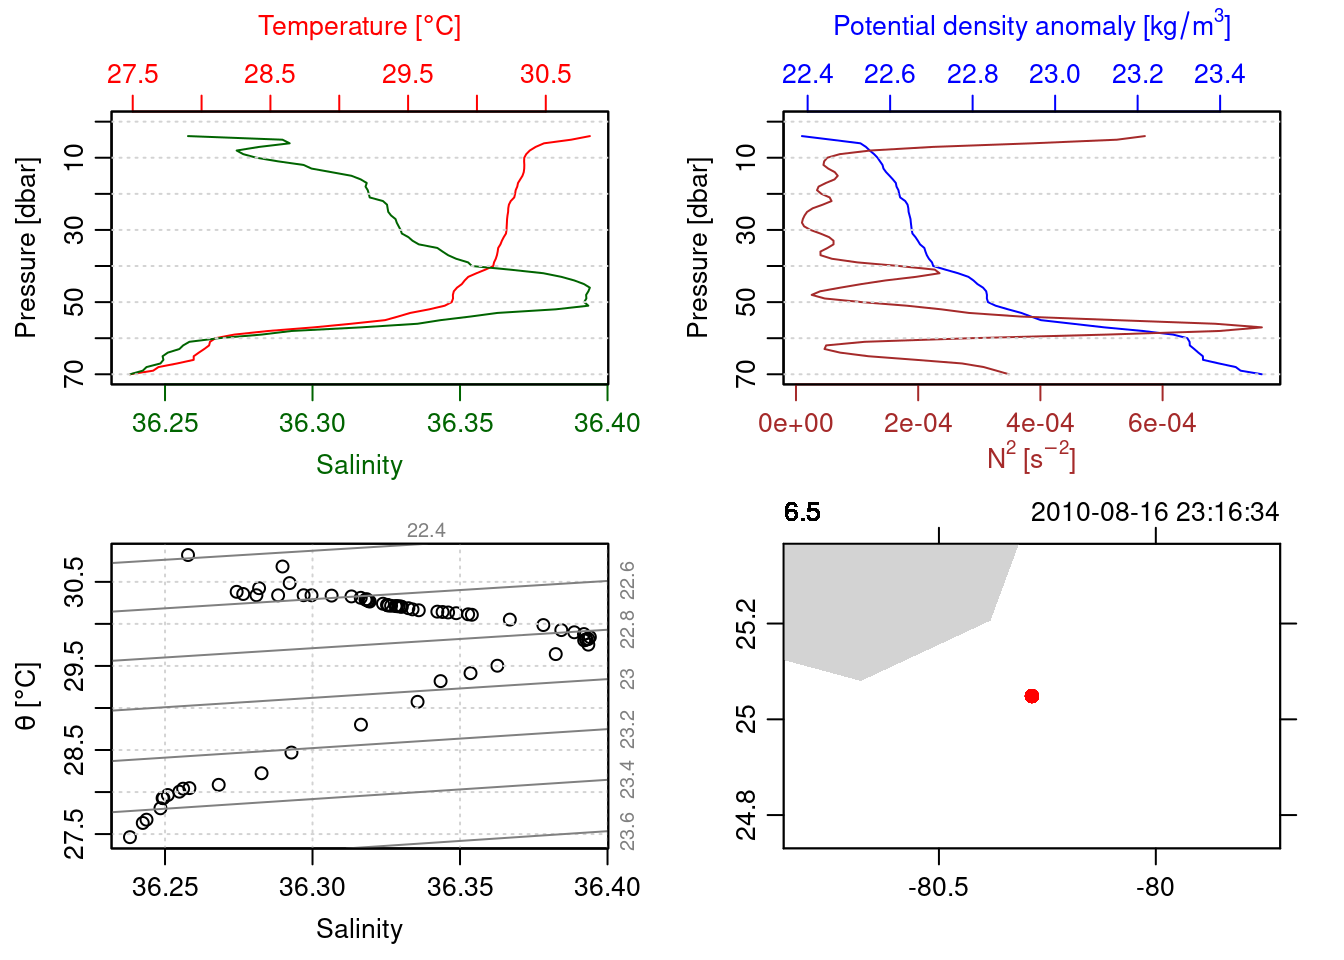 Temperature [°C]
27.5 28.5 29.5 30.5
Pressure [dbar]
10
30
50
70
36.25 36.30 36.35 36.40
Salinity
Potential density anomaly [kg/m³]
22.4 22.6 22.8 23.0 23.2 23.4
Pressure [dbar]
10
30
50
70
0e+00 2e-04 4e-04 6e-04
N² [s⁻²]
22.4
θ [°C]
30.5
29.5
28.5
27.5
22.6
22.8
23
23.2
23.4
23.6
36.25 36.30 36.35 36.40
Salinity
6.5 2010-08-16 23:16:34
25.2
25
24.8
-80.5 -80